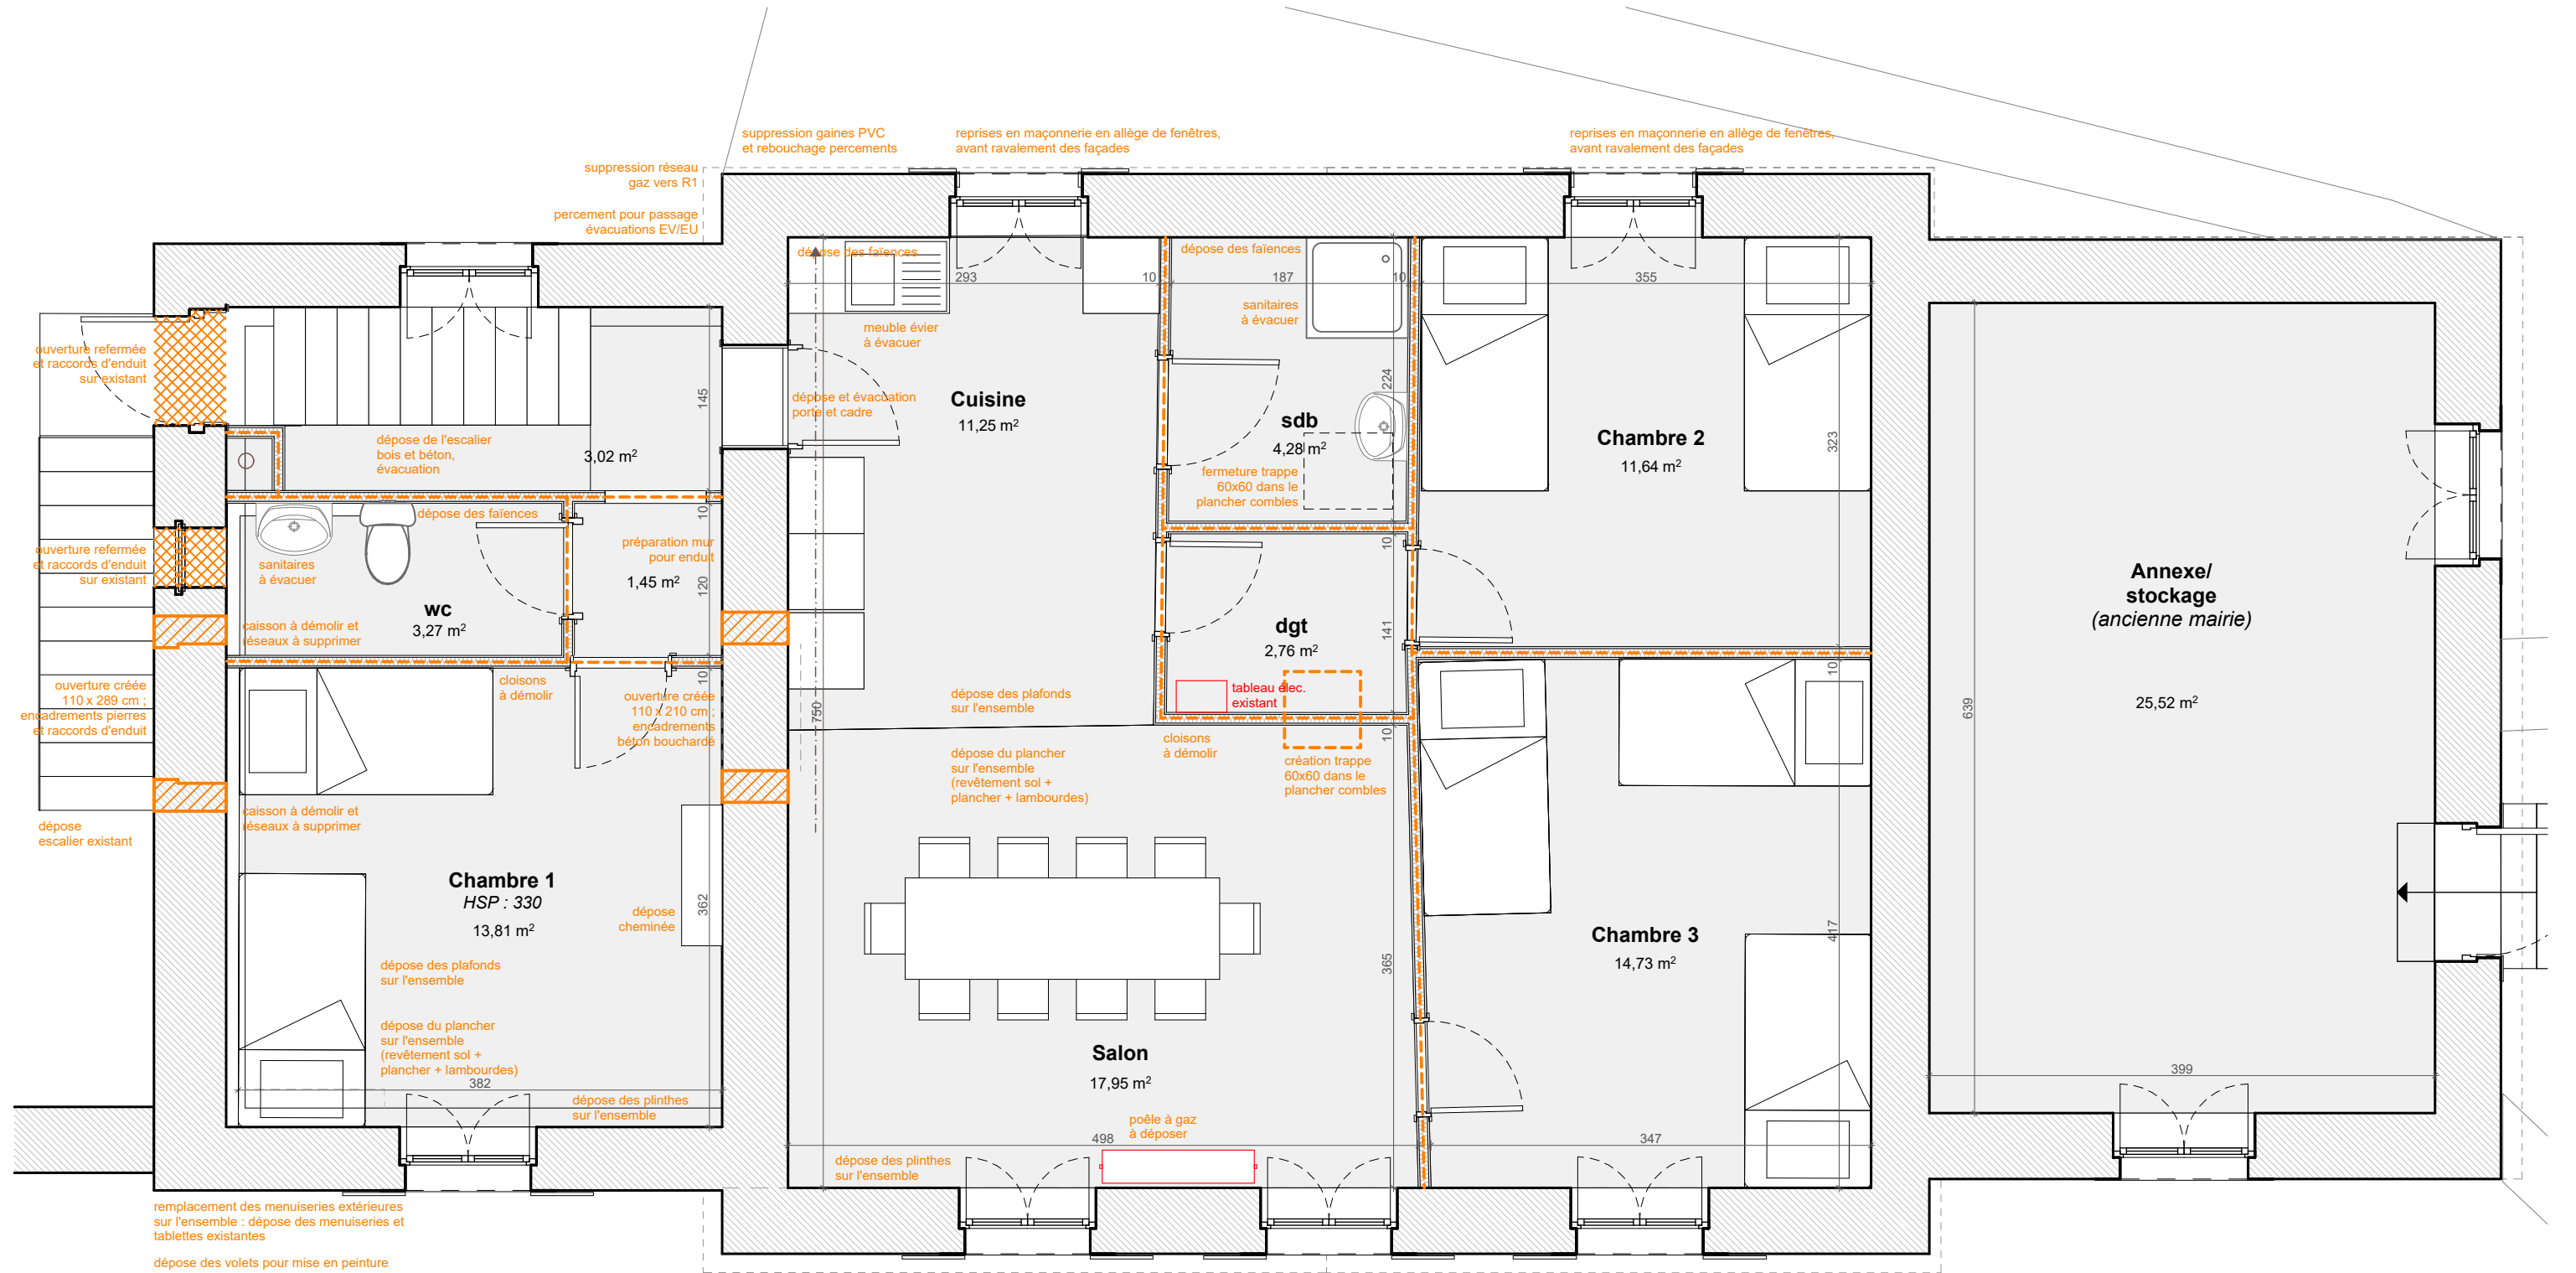 suppression gaines PVC
et rebouchage percements
reprises en maçonnerie en allège de fenêtres,
avant ravalement des façades
reprises en maçonnerie en allège de fenêtres,
avant ravalement des façades
suppression réseau
gaz vers R1
percement pour passage
évacuations EV/EU
dépose des faïences
293
10
dépose des faïences
187
10
355
sanitaires
à évacuer
meuble évier
à évacuer
ouverture refermée
et raccords d'enduit
sur existant
145
dépose et évacuation
porte et cadre
Cuisine
11,25 m²
224
sdb
4,28 m²
Chambre 2
11,64 m²
323
dépose de l'escalier
bois et béton,
évacuation
3,02 m²
fermeture trappe
60x60 dans le
plancher combles
dépose des faïences
10
ouverture refermée
et raccords d'enduit
sur existant
sanitaires
à évacuer
préparation mur
pour enduit
1,45 m²
120
10
wc
3,27 m²
caisson à démolir et
réseaux à supprimer
dgt
2,76 m²
141
Annexe/
stockage
(ancienne mairie)
25,52 m²
639
cloisons
à démolir
10
10
ouverture créée
110 x 289 cm ;
encadrements pierres
et raccords d'enduit
ouverture créée
110 x 210 cm ;
encadrements
béton bouchardé
dépose des plafonds
sur l'ensemble
tableau élec.
existant
750
10
cloisons
à démolir
dépose du plancher
sur l'ensemble
(revêtement sol +
plancher + lambourdes)
création trappe
60x60 dans le
plancher combles
dépose
escalier existant
caisson à démolir et
réseaux à supprimer
Chambre 1
HSP : 330
13,81 m²
362
dépose
cheminée
Chambre 3
14,73 m²
417
365
dépose des plafonds
sur l'ensemble
dépose du plancher
sur l'ensemble
(revêtement sol +
plancher + lambourdes)
382
dépose des plinthes
sur l'ensemble
Salon
17,95 m²
399
poêle à gaz
à déposer
498
347
dépose des plinthes
sur l'ensemble
remplacement des menuiseries extérieures
sur l'ensemble : dépose des menuiseries et
tablettes existantes
dépose des volets pour mise en peinture